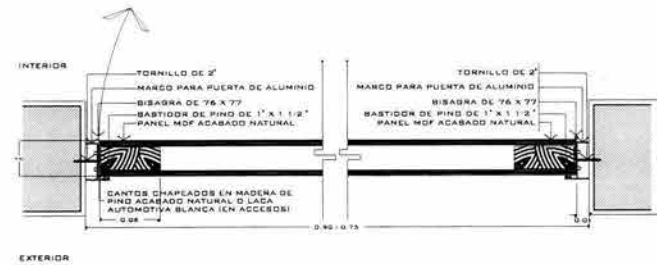 INTERIOR
TORNILLO DE 2"
MARCO PARA PUERTA DE ALUMINIO
BISAGRA DE 76 X 77
BASTIDOR DE PINO DE 1" X 1 1/2"
PANEL MDF ACABADO NATURAL
TORNILLO DE 2"
MARCO PARA PUERTA DE ALUMINIO
BISAGRA DE 76 X 77
BASTIDOR DE PINO DE 1" X 1 1/2"
PANEL MDF ACABADO NATURAL
CANTOS CHAPEADOS EN MADERA DE
PINO ACABADO NATURAL O LACA
AUTOMOTIVA BLANCA (EN ACCESOS)
0.08
0.90 / 0.75
EXTERIOR